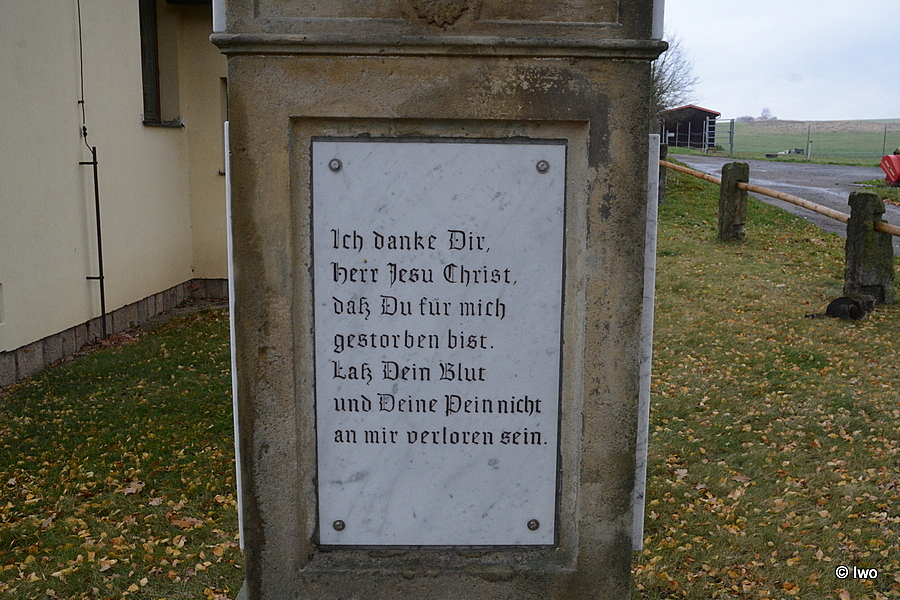 Ich danke Dir,
Herr Jesu Christ,
daß Du für mich
gestorben bist.
Laß Dein Blut
und Deine Pein nicht
an mir verloren sein.
© Iwo